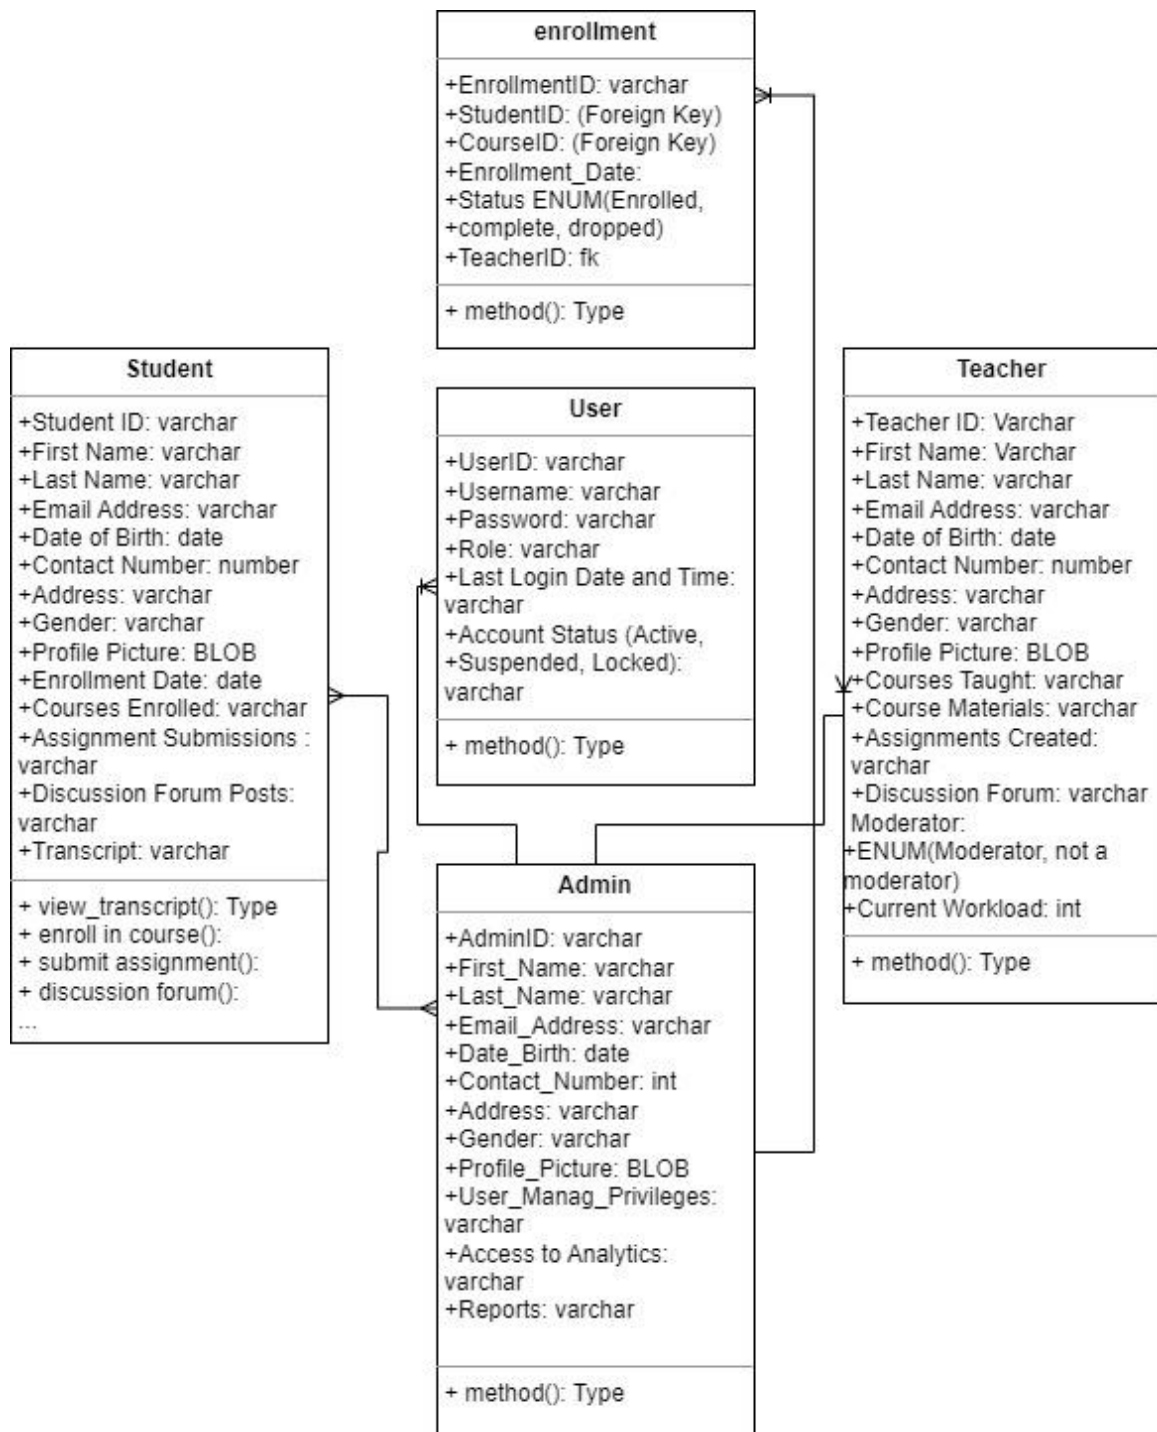 enrollment
+EnrollmentID: varchar
+StudentID: (Foreign Key)
+CourseID: (Foreign Key)
+Enrollment_Date:
+Status ENUM(Enrolled,
+complete, dropped)
+TeacherID: fk
+ method(): Type
Student
+Student ID: varchar
+First Name: varchar
+Last Name: varchar
+Email Address: varchar
+Date of Birth: date
+Contact Number: number
+Address: varchar
+Gender: varchar
+Profile Picture: BLOB
+Enrollment Date: date
+Courses Enrolled: varchar
+Assignment Submissions :
varchar
+Discussion Forum Posts:
varchar
+Transcript: varchar
+ view_transcript(): Type
+ enroll in course():
+ submit assignment():
+ discussion forum():
...
User
+UserID: varchar
+Username: varchar
+Password: varchar
+Role: varchar
+Last Login Date and Time:
varchar
+Account Status (Active,
+Suspended, Locked):
varchar
+ method(): Type
Teacher
+Teacher ID: Varchar
+First Name: Varchar
+Last Name: varchar
+Email Address: varchar
+Date of Birth: date
+Contact Number: number
+Address: varchar
+Gender: varchar
+Profile Picture: BLOB
+Courses Taught: varchar
+Course Materials: varchar
+Assignments Created:
varchar
+Discussion Forum: varchar
Moderator:
+ENUM(Moderator, not a
moderator)
+Current Workload: int
+ method(): Type
Admin
+AdminID: varchar
+First_Name: varchar
+Last_Name: varchar
+Email_Address: varchar
+Date_Birth: date
+Contact_Number: int
+Address: varchar
+Gender: varchar
+Profile_Picture: BLOB
+User_Manag_Privileges:
varchar
+Access to Analytics:
varchar
+Reports: varchar
+ method(): Type